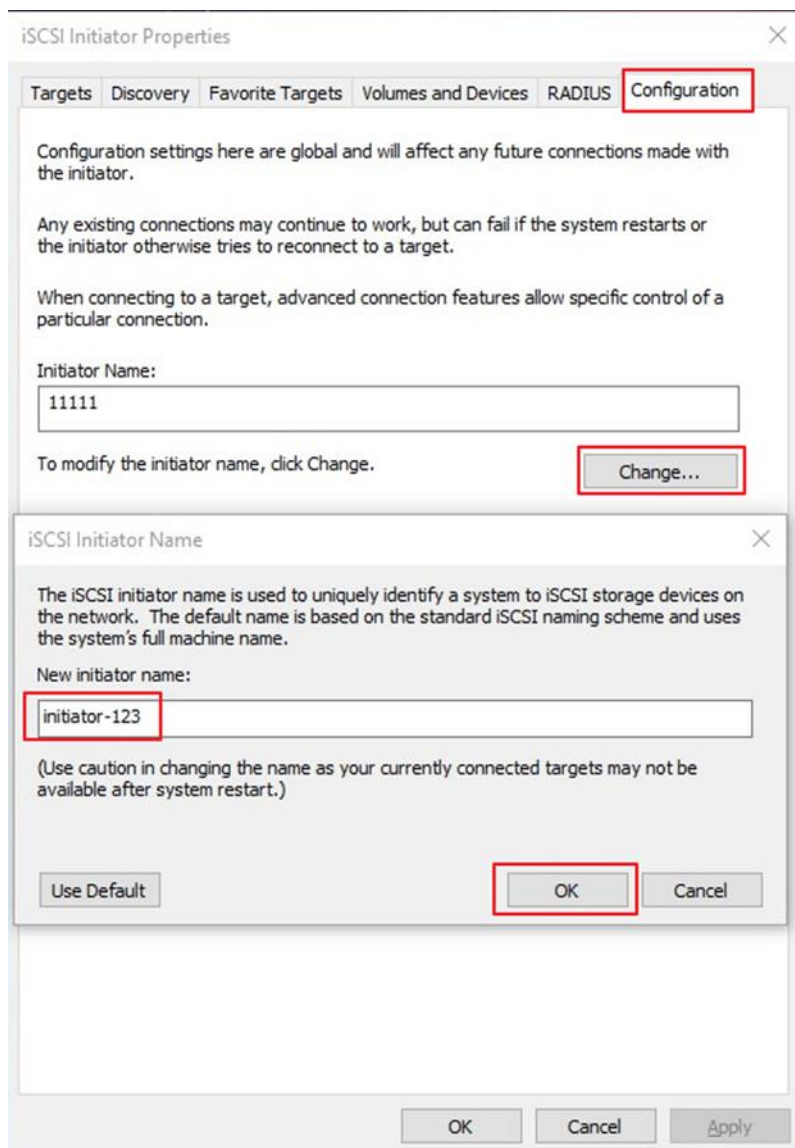 iSCSI Initiator Properties
Targets Discovery Favorite Targets Volumes and Devices RADIUS Configuration
Configuration settings here are global and will affect any future connections made with
the initiator.
Any existing connections may continue to work, but can fail if the system restarts or
the initiator otherwise tries to reconnect to a target.
When connecting to a target, advanced connection features allow specific control of a
particular connection.
Initiator Name:
11111
To modify the initiator name, click Change.
Change...
iSCSI Initiator Name
The iSCSI initiator name is used to uniquely identify a system to iSCSI storage devices on
the network. The default name is based on the standard iSCSI naming scheme and uses
the system's full machine name.
New initiator name:
initiator-123
(Use caution in changing the name as your currently connected targets may not be
available after system restart.)
Use Default OK Cancel
OK Cancel Apply